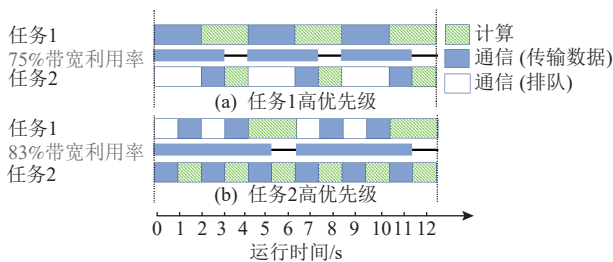 任务1
75%带宽利用率
任务2
(a) 任务1高优先级
任务1
83%带宽利用率
任务2
(b) 任务2高优先级
0 1 2 3 4 5 6 7 8 9 10 11 12
运行时间/s
计算
通信 (传输数据)
通信 (排队)